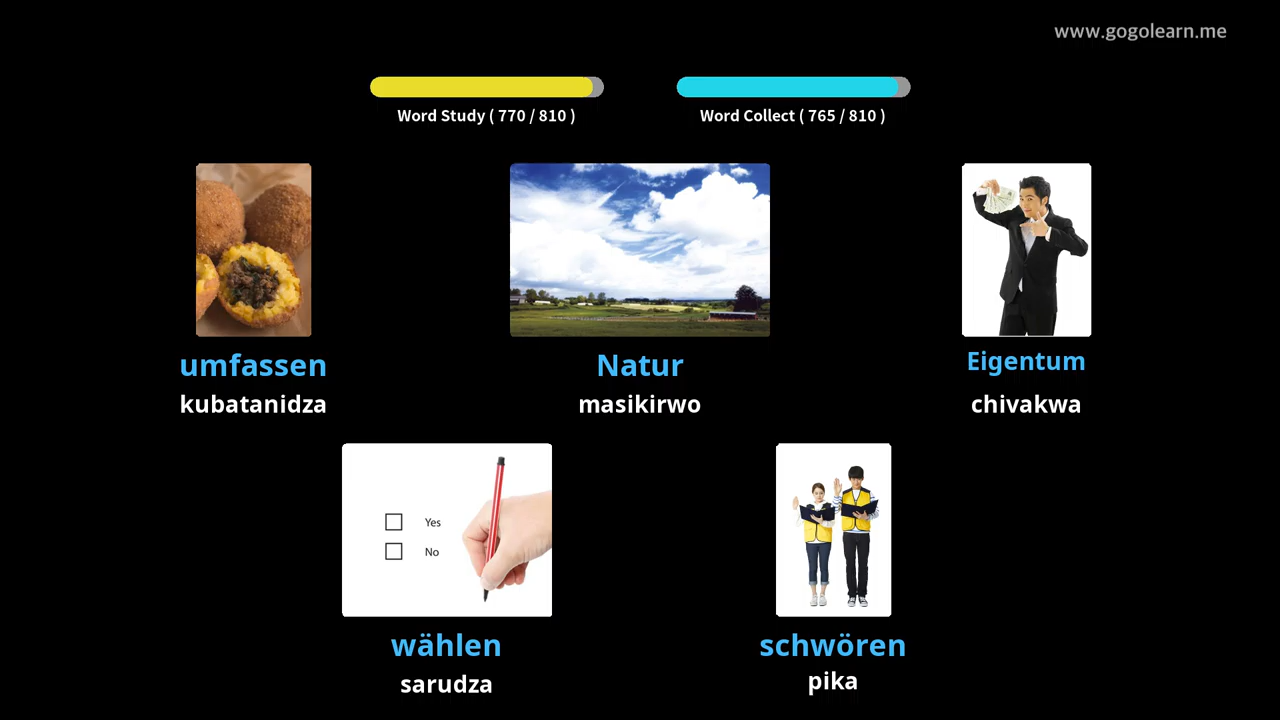 www.gogolearn.me
Word Study ( 770 / 810 )
Word Collect ( 765 / 810 )
umfassen
kubatanidza
Natur
masikirwo
Eigentum
chivakwa
Yes
No
wählen
sarudza
schwören
pika